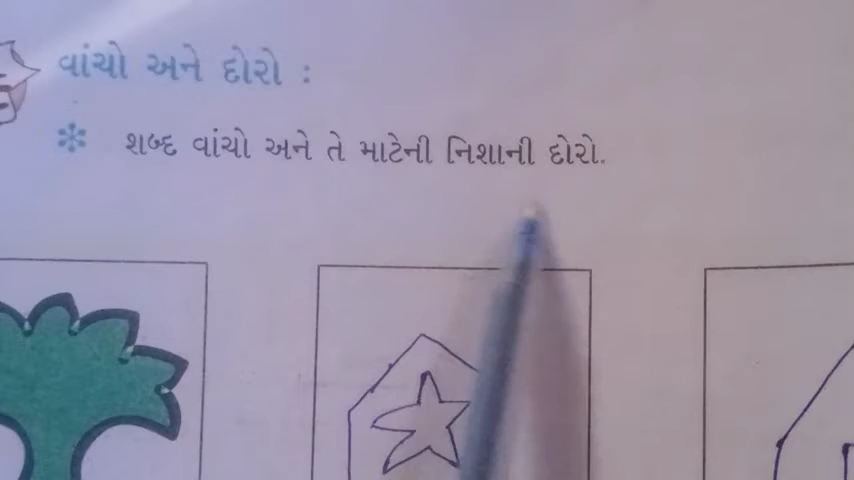 વાંચો અને દોરો :
* શબ્દ વાંચો અને તે માટેની નિશાની દોરો.